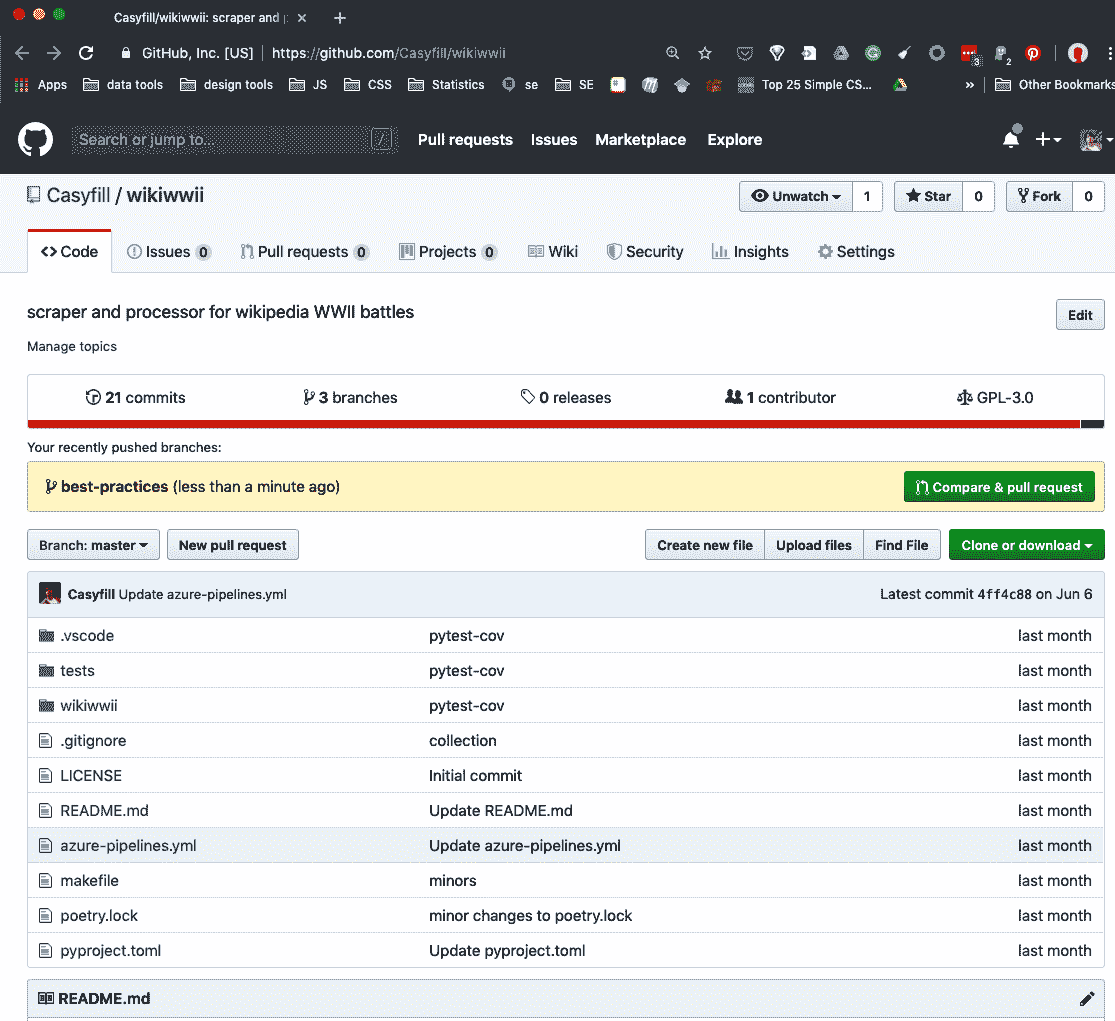 Casyfill/wikiwwii: scraper and p
GitHub, Inc. [US] https://github.com/Casyfill/wikiwwii
3 2
Apps data tools design tools JS CSS Statistics se SE Top 25 Simple CS... » Other Bookmarks
Search or jump to... / Pull requests Issues Marketplace Explore
Casyfill / wikiwwii Unwatch 1 Star 0 Fork 0
Code Issues 0 Pull requests 0 Projects 0 Wiki Security Insights Settings
scraper and processor for wikipedia WWII battles Edit
Manage topics
21 commits 3 branches 0 releases 1 contributor GPL-3.0
Your recently pushed branches:
best-practices (less than a minute ago) Compare & pull request
Branch: master New pull request Create new file Upload files Find File Clone or download
Casyfill Update azure-pipelines.yml Latest commit 4ff4c88 on Jun 6
.vscode pytest-cov last month
tests pytest-cov last month
wikiwwii pytest-cov last month
.gitignore collection last month
LICENSE Initial commit last month
README.md Update README.md last month
azure-pipelines.yml Update azure-pipelines.yml last month
makefile minors last month
poetry.lock minor changes to poetry.lock last month
pyproject.toml Update pyproject.toml last month
README.md